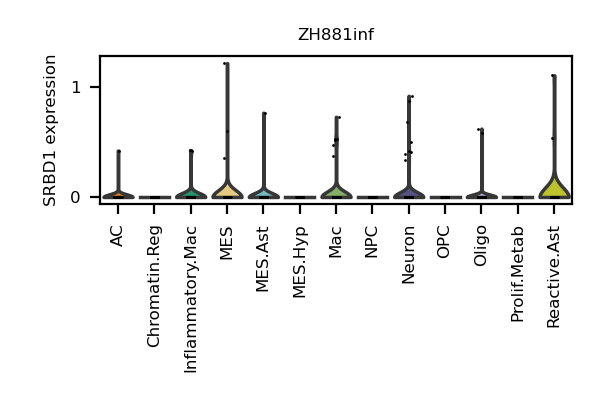 ZH881inf
SRBD1 expression
1
0
AC
Chromatin.Reg
Inflammatory.Mac
MES
MES.Ast
MES.Hyp
Mac
NPC
Neuron
OPC
Oligo
Prolif.Metab
Reactive.Ast